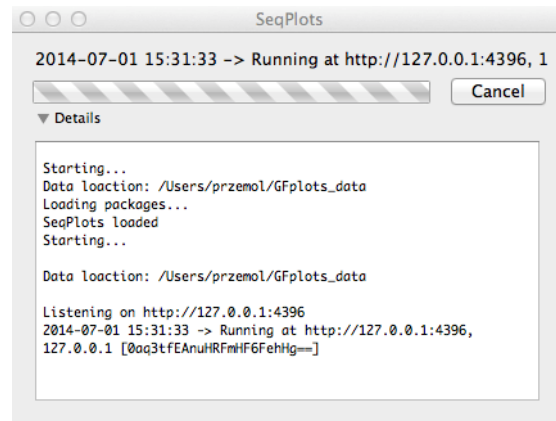 SeqPlots
2014-07-01 15:31:33 -> Running at http://127.0.0.1:4396, 1
Cancel
Details
Starting...
Data loaction: /Users/przemol/GFplots_data
Loading packages...
SeqPlots loaded
Starting...
Data loaction: /Users/przemol/GFplots_data
Listening on http://127.0.0.1:4396
2014-07-01 15:31:33 -> Running at http://127.0.0.1:4396,
127.0.0.1 [0aq3tfEAnuHRFmHF6FehHg==]